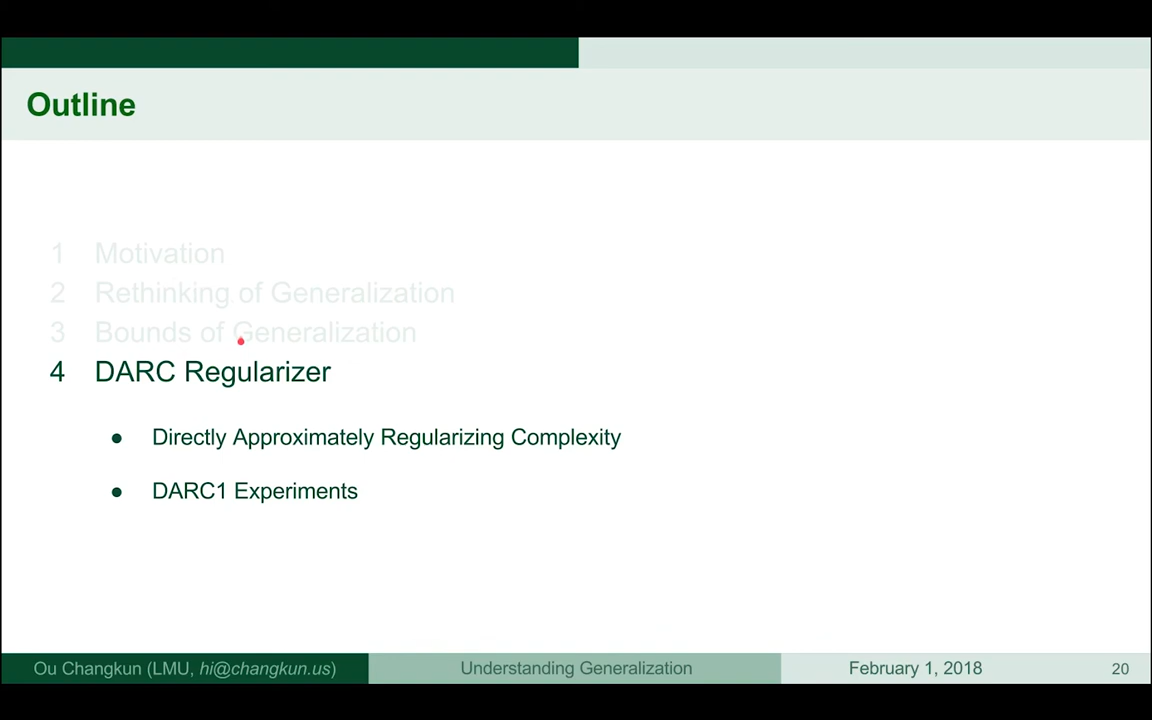 Outline
1 Motivation
2 Rethinking of Generalization
3 Bounds of Generalization
4 DARC Regularizer
● Directly Approximately Regularizing Complexity
● DARC1 Experiments
Ou Changkun (LMU, hi@changkun.us) Understanding Generalization February 1, 2018 20